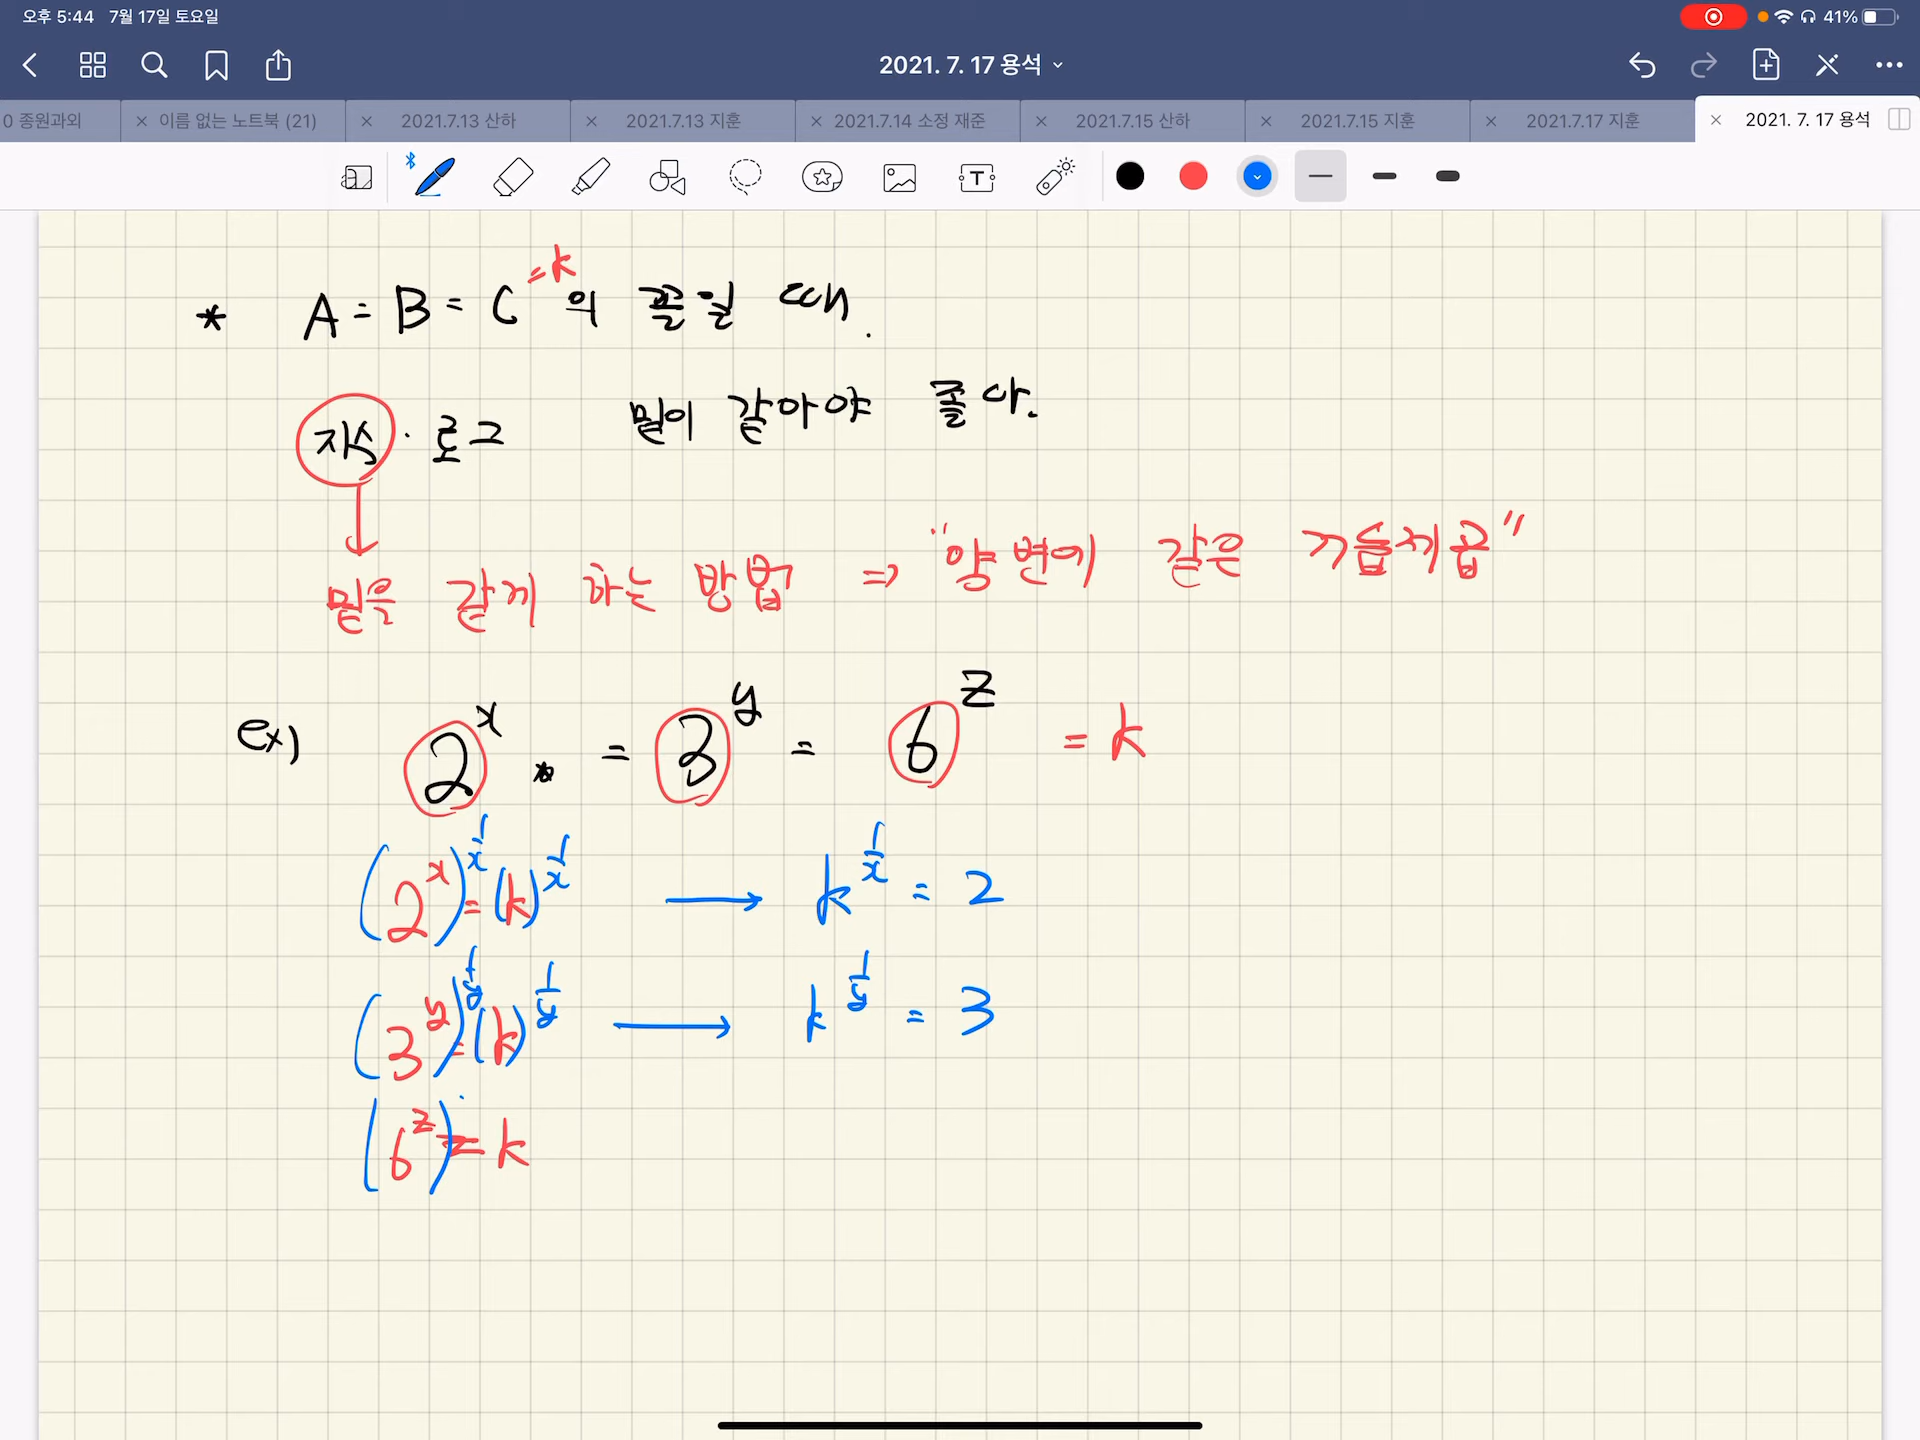 오후 5:44 7월 17일 토요일 41%
2021. 7. 17 용석
0 종원과외 × 이름 없는 노트북 (21) × 2021.7.13 산하 × 2021.7.13 지훈 × 2021.7.14 소정 재준 × 2021.7.15 산하 × 2021.7.15 지훈 × 2021.7.17 지훈 × 2021. 7. 17 용석
* A = B = C = k 의 꼴일 때.
지수 · 로그 밑이 같아야 좋아.
밑을 같게 하는 방법 ⇒ "양변에 같은 거듭제곱"
ex) 2^x = 3^y = 6^z = k
(2^x)^(1/x) = (k)^(1/x) → k^(1/x) = 2
(3^y)^(1/y) = (k)^(1/y) → k^(1/y) = 3
(6^z) = k